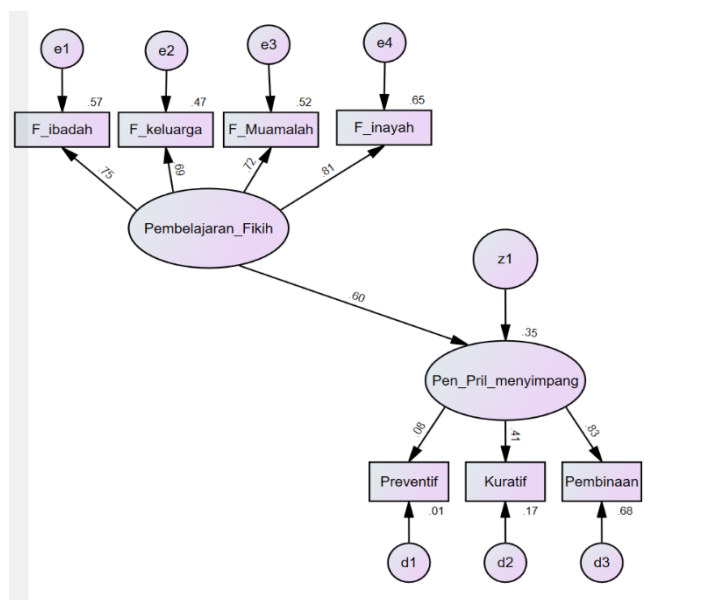 e1
e2
e3
e4
.57
.47
.52
.65
F_ibadah
F_keluarga
F_Muamalah
F_inayah
.75
.69
.72
.81
Pembelajaran_Fikih
z1
.60
.35
Pen_Pril_menyimpang
.08
.41
.83
Preventif
Kuratif
Pembinaan
.01
.17
.68
d1
d2
d3